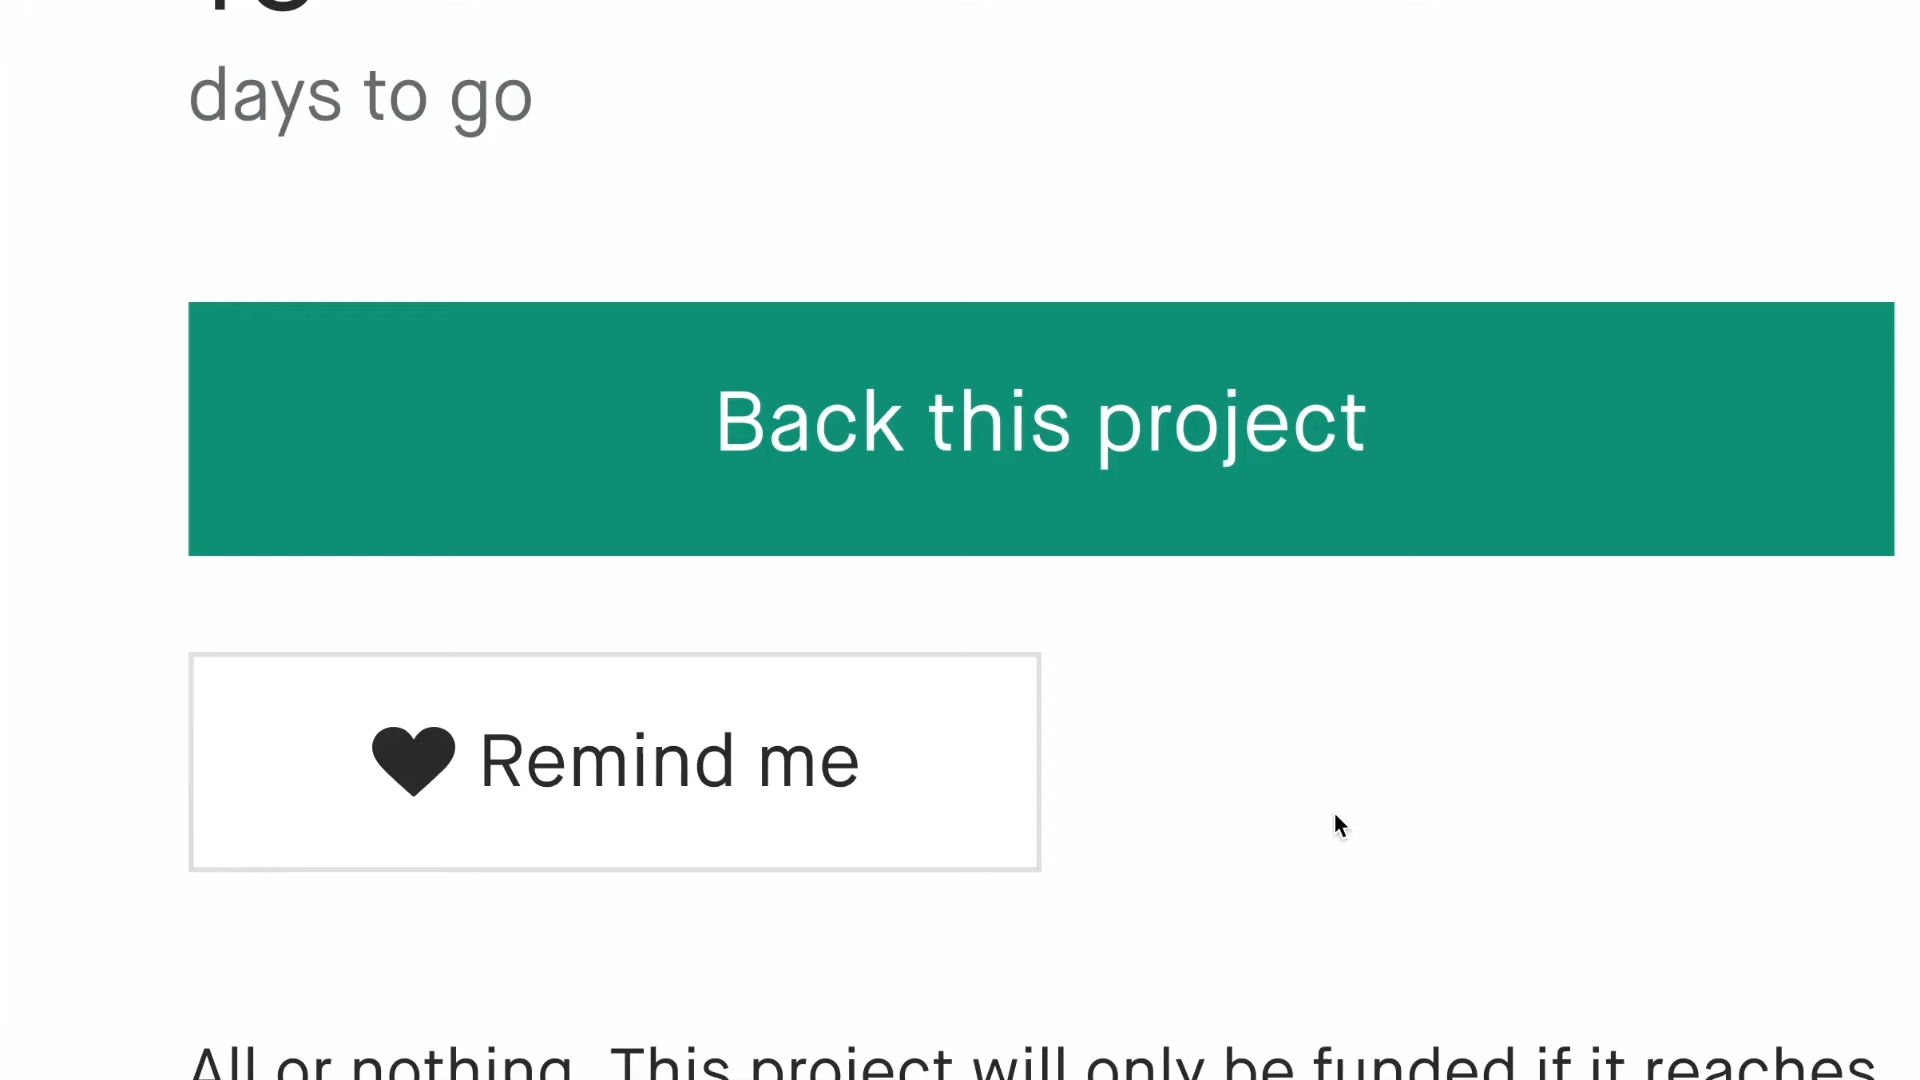 days to go
Back this project
Remind me
All or nothing. This project will only be funded if it reaches